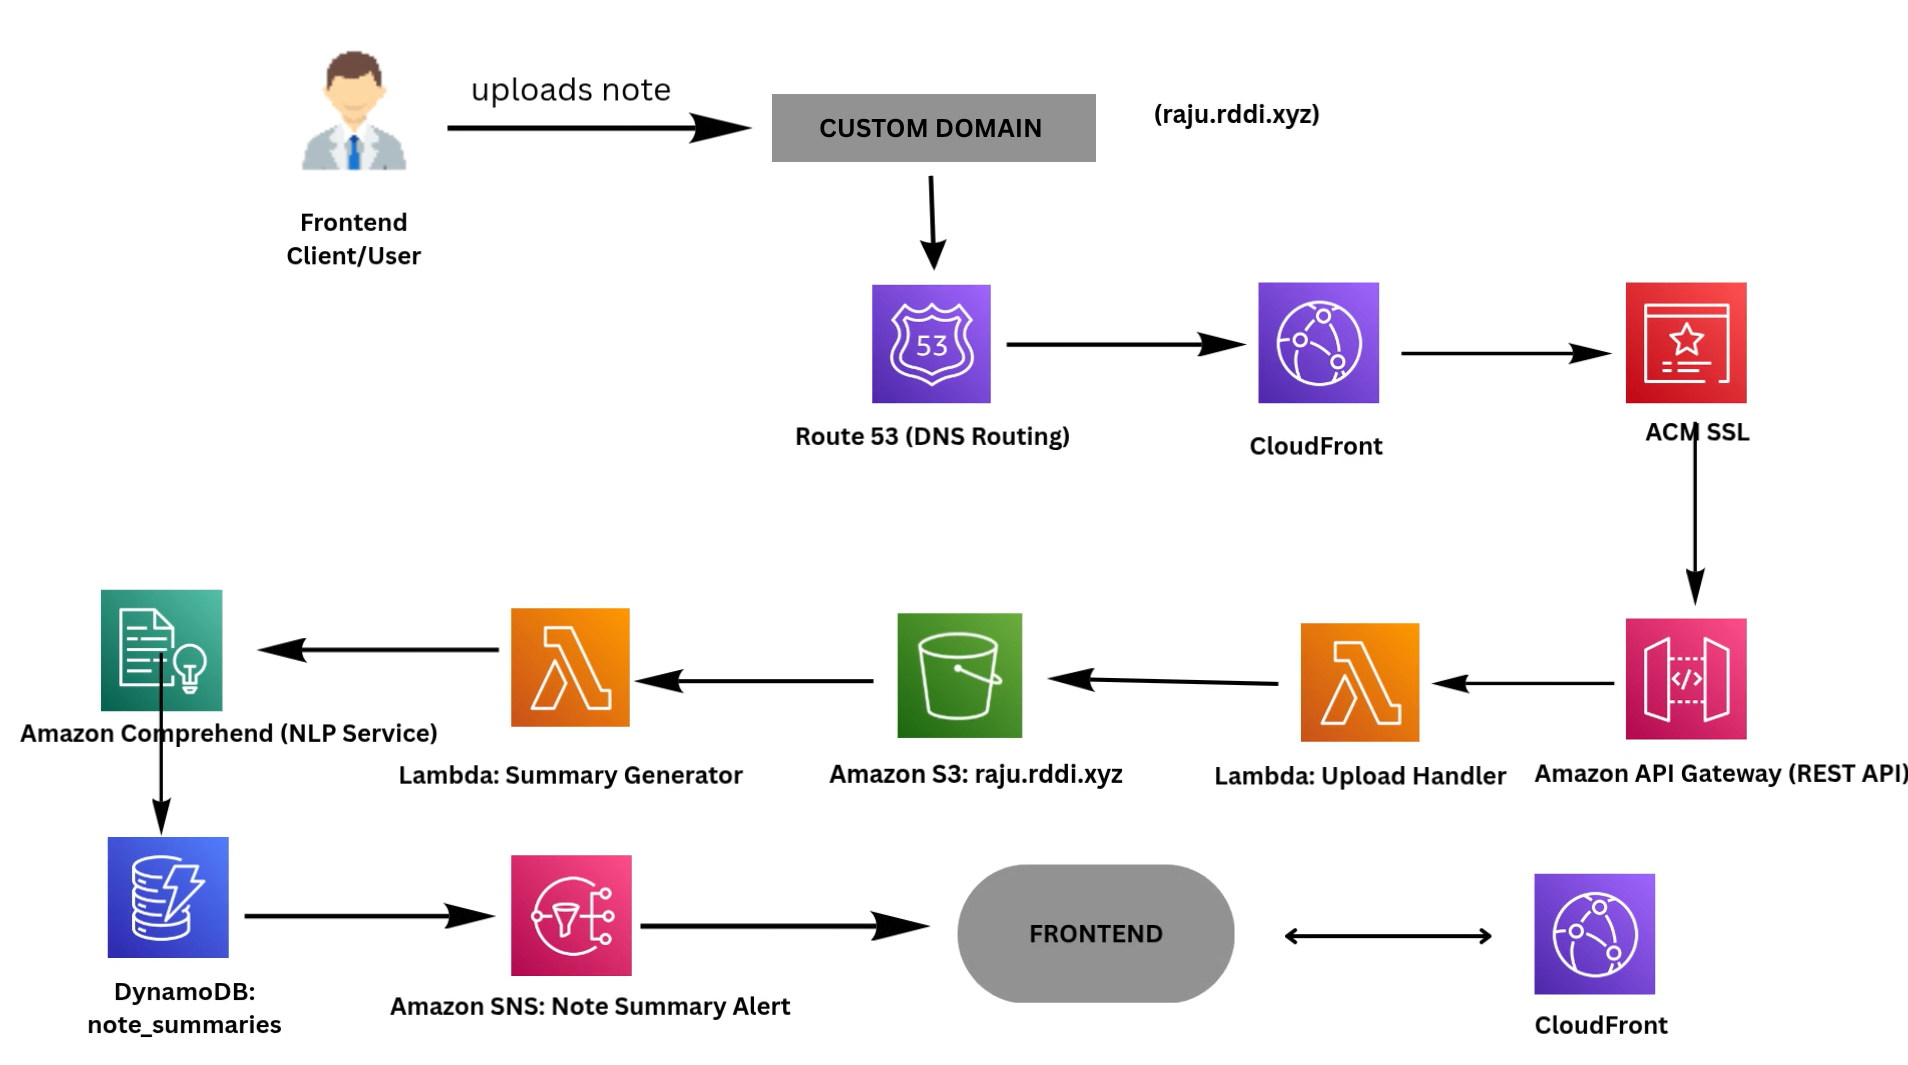 uploads note
CUSTOM DOMAIN
(raju.rddi.xyz)
Frontend
Client/User
53
Route 53 (DNS Routing)
CloudFront
ACM SSL
</>
Amazon Comprehend (NLP Service)
Lambda: Summary Generator
Amazon S3: raju.rddi.xyz
Lambda: Upload Handler
Amazon API Gateway (REST API)
FRONTEND
DynamoDB:
note_summaries
Amazon SNS: Note Summary Alert
CloudFront